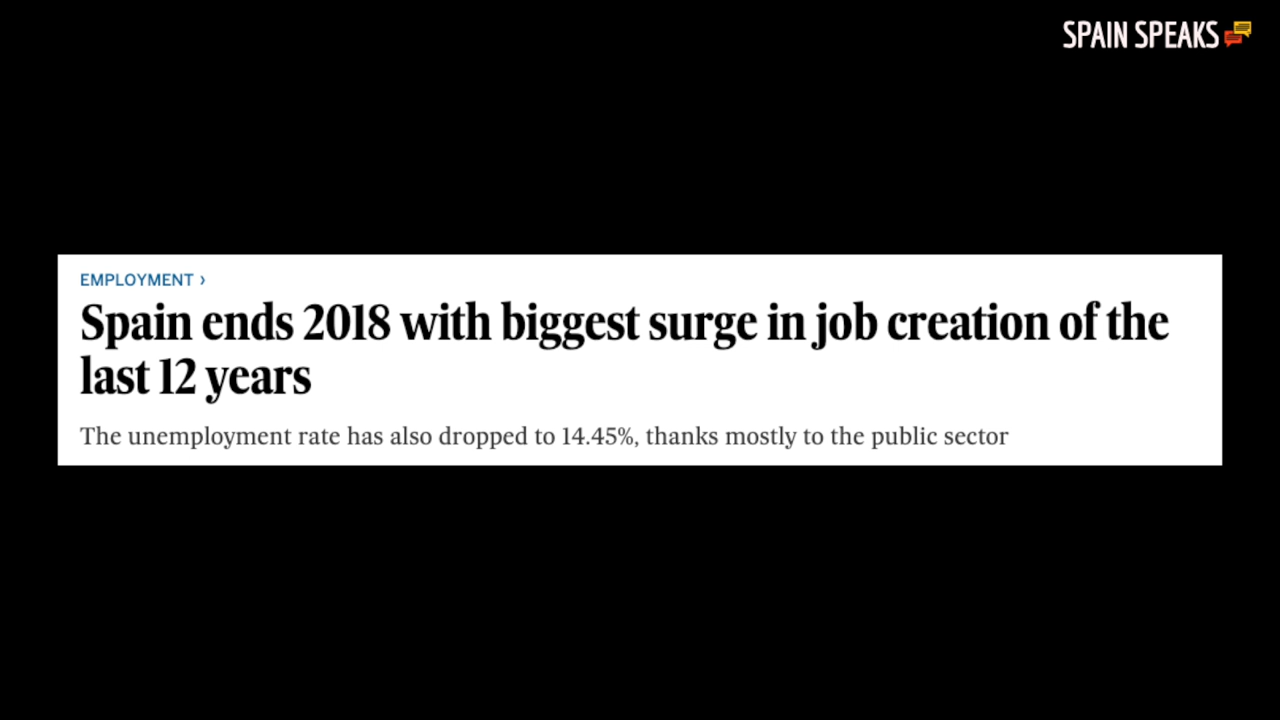 SPAIN SPEAKS
EMPLOYMENT ›
Spain ends 2018 with biggest surge in job creation of the
last 12 years
The unemployment rate has also dropped to 14.45%, thanks mostly to the public sector